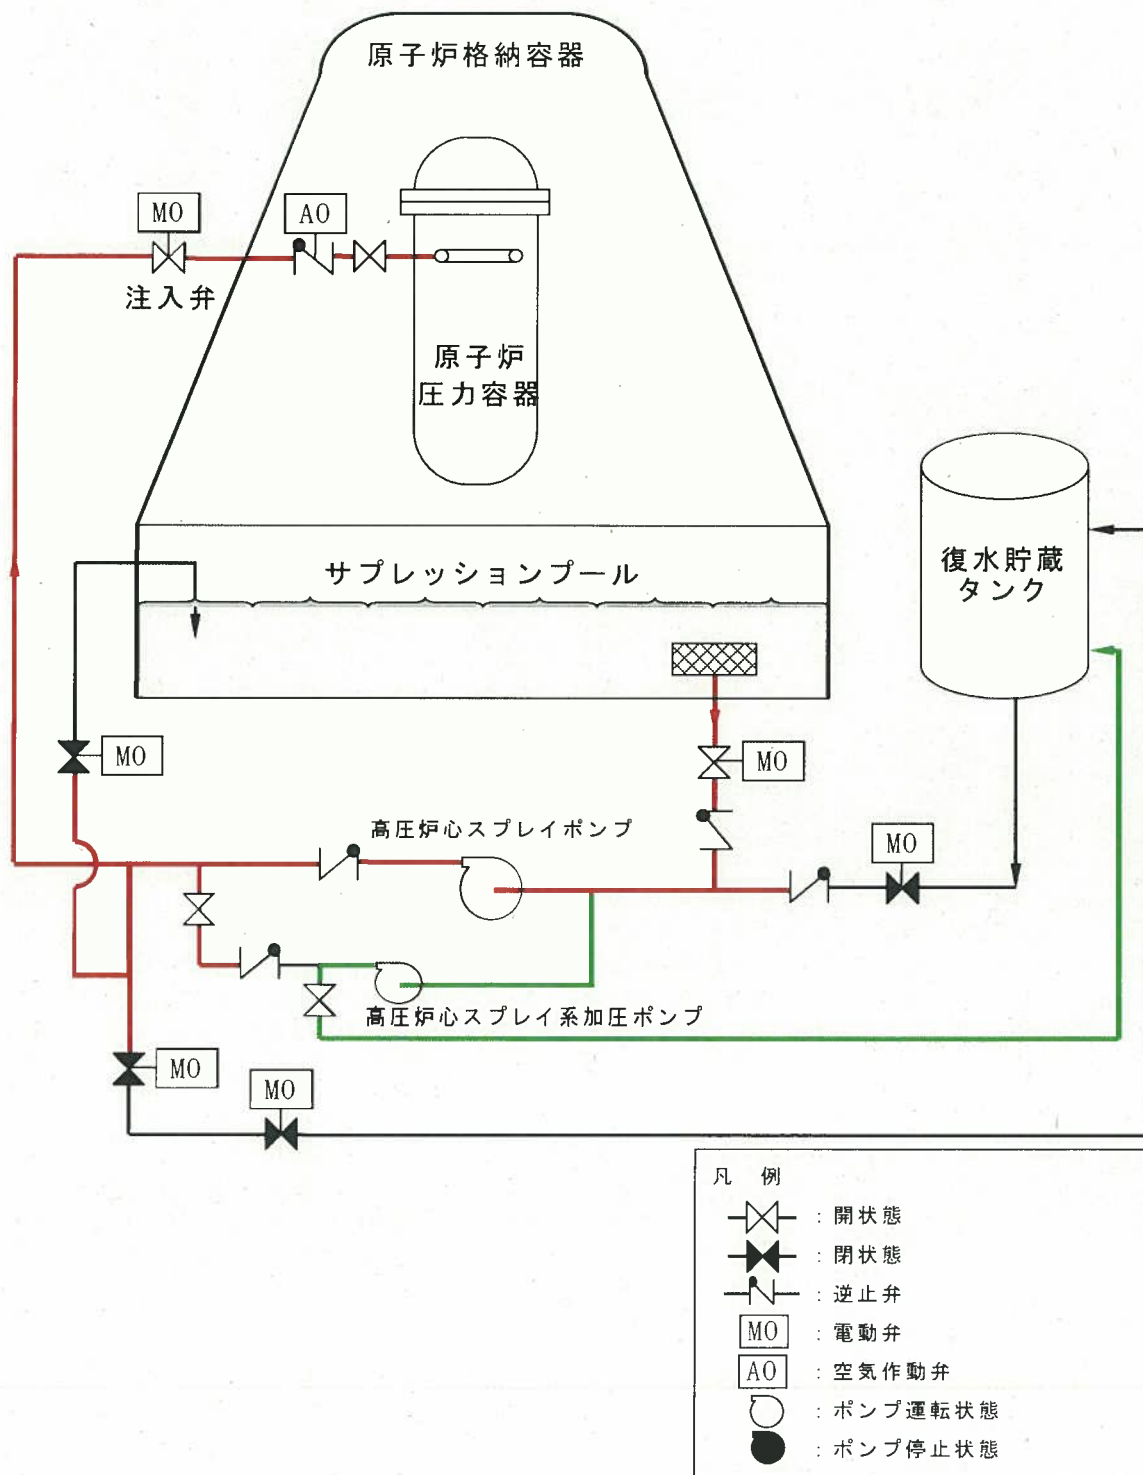 原子炉格納容器
MO
AO
注入弁
原子炉
圧力容器
復水貯蔵
タンク
サプレッションプール
MO
MO
高圧炉心スプレイポンプ
MO
高圧炉心スプレイ系加圧ポンプ
MO
MO
凡 例
：開状態
：閉状態
：逆止弁
MO ：電動弁
AO ：空気作動弁
：ポンプ運転状態
：ポンプ停止状態